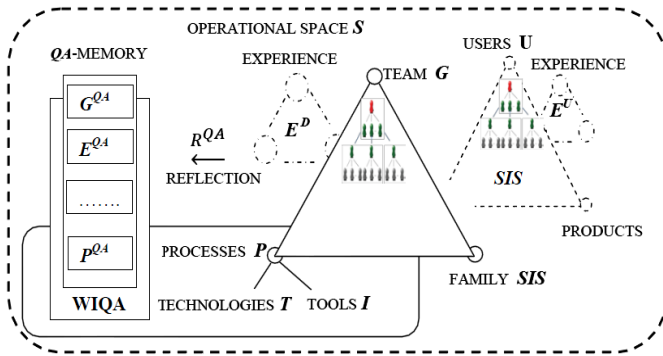 OPERATIONAL SPACE S
QA-MEMORY
G^QA
E^QA
.......
P^QA
WIQA
R^QA
REFLECTION
EXPERIENCE
E^D
TEAM G
USERS U
EXPERIENCE
E^U
SIS
PRODUCTS
PROCESSES P
FAMILY SIS
TECHNOLOGIES T
TOOLS I